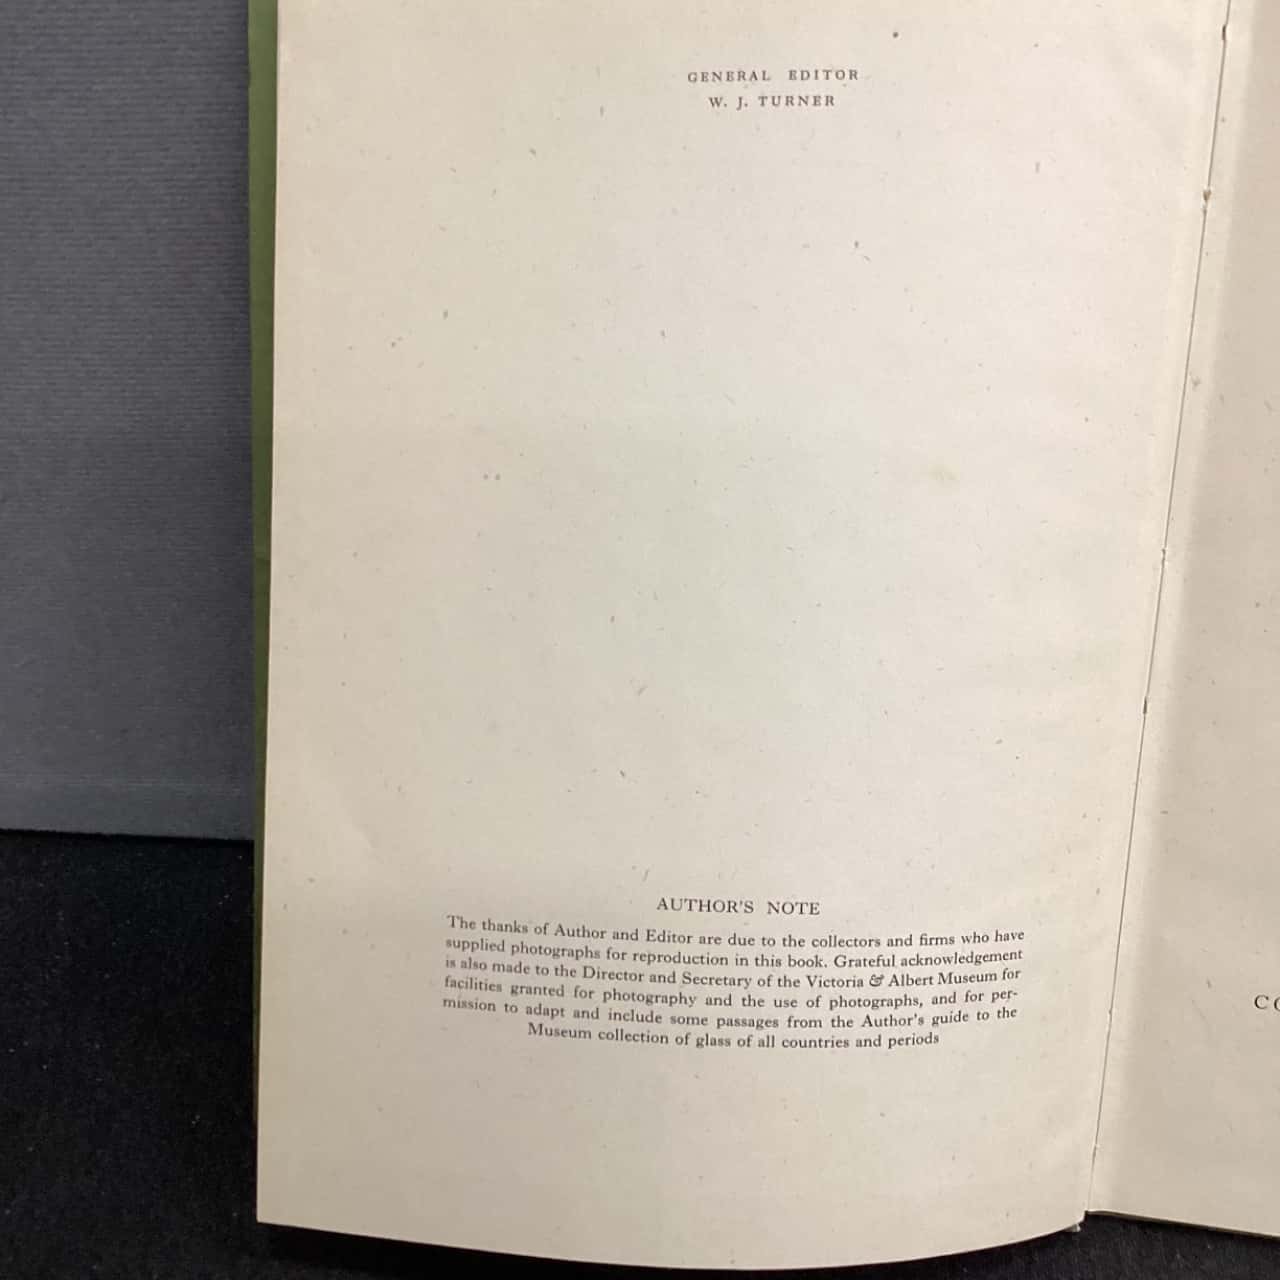 GENERAL EDITOR
W. J. TURNER
AUTHOR'S NOTE
The thanks of Author and Editor are due to the collectors and firms who have
supplied photographs for reproduction in this book. Grateful acknowledgement
is also made to the Director and Secretary of the Victoria & Albert Museum for
facilities granted for photography and the use of photographs, and for per-
mission to adapt and include some passages from the Author's guide to the
Museum collection of glass of all countries and periods